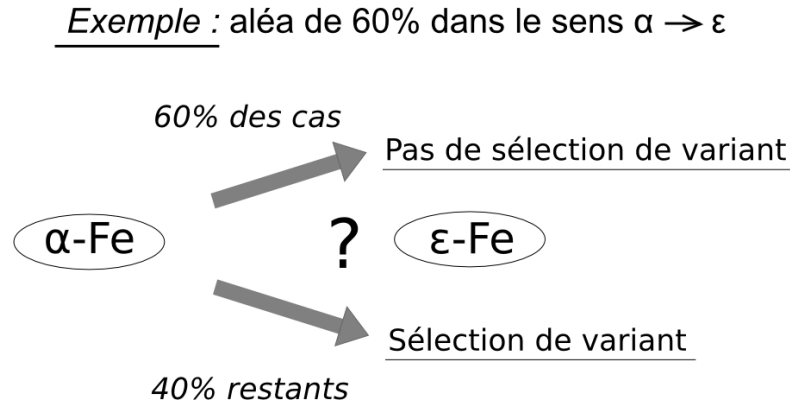 Exemple : aléa de 60% dans le sens α → ε
60% des cas
Pas de sélection de variant
α-Fe ? ε-Fe
Sélection de variant
40% restants